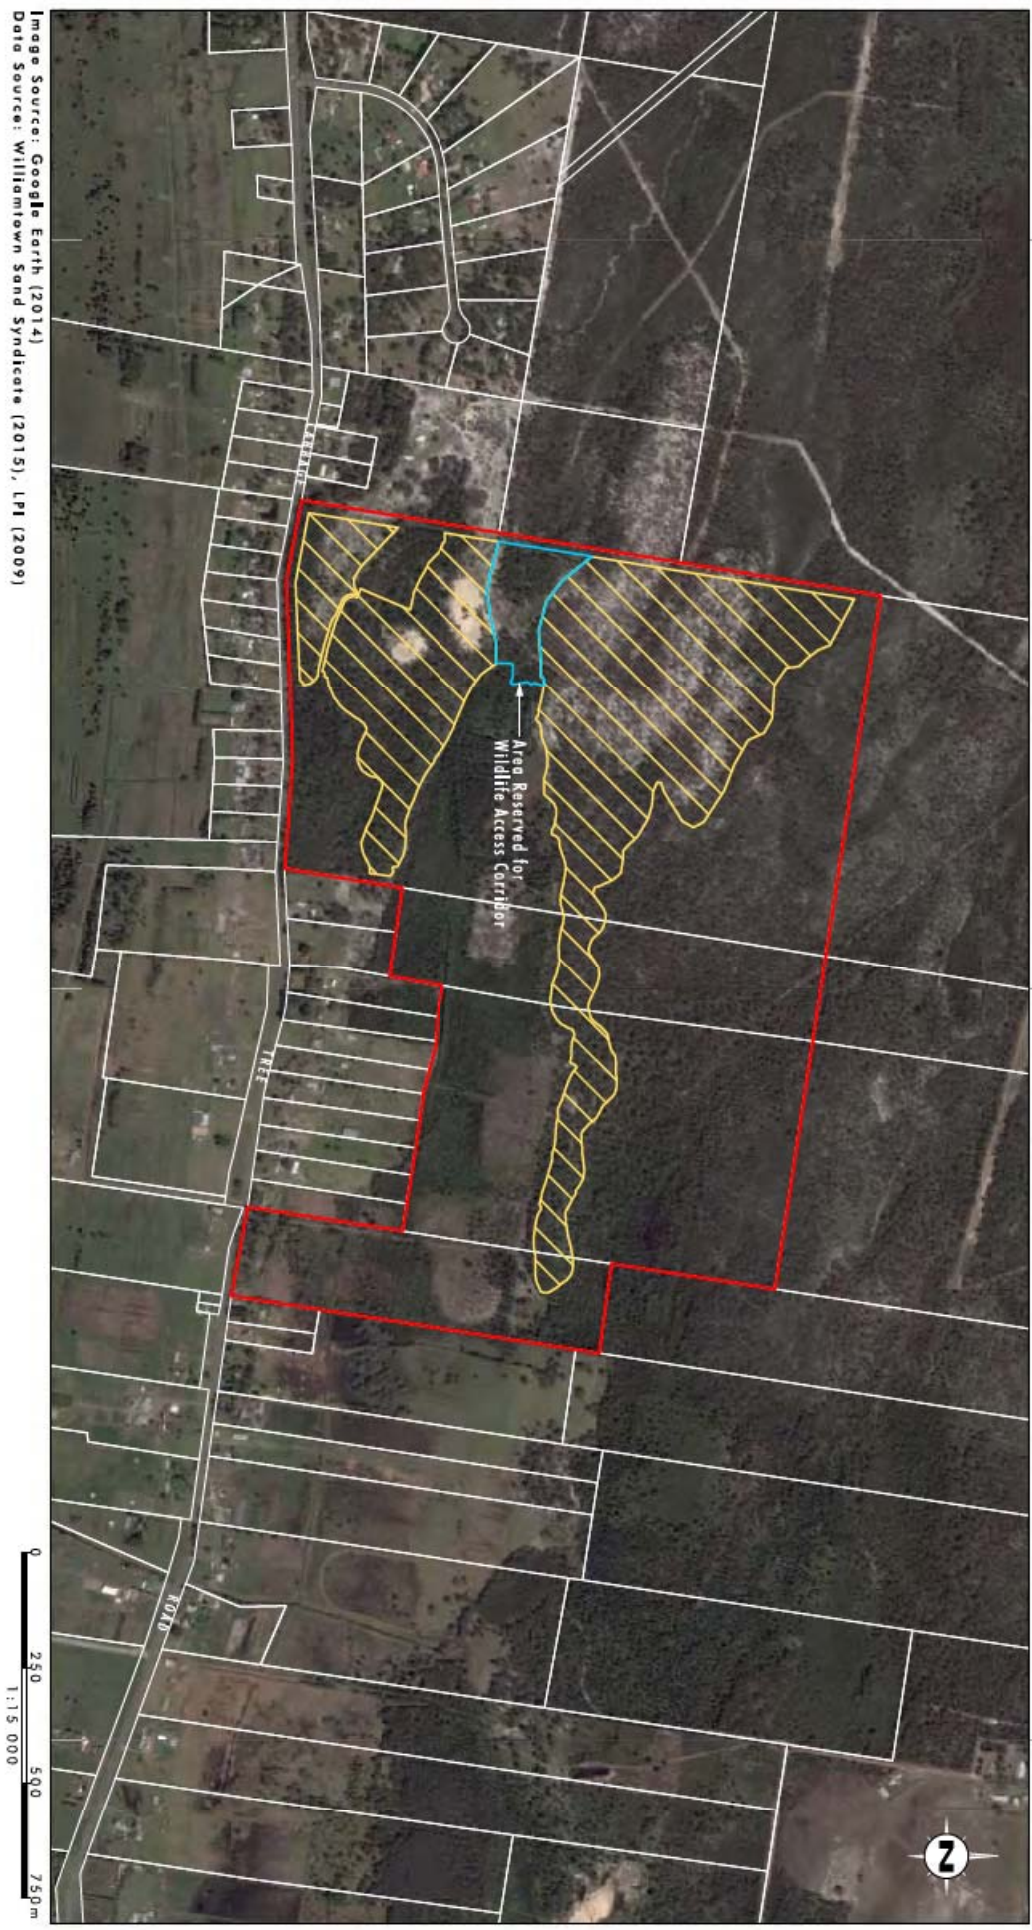 Image Source: Google Earth (2014)
Data Source: Williamtown Sand Syndicate (2015), LPI (2009)
CABBAGE
TREE
ROAD
Area Reserved for
Wildlife Access Corridor
0 250 500 750m
1:15 000
N